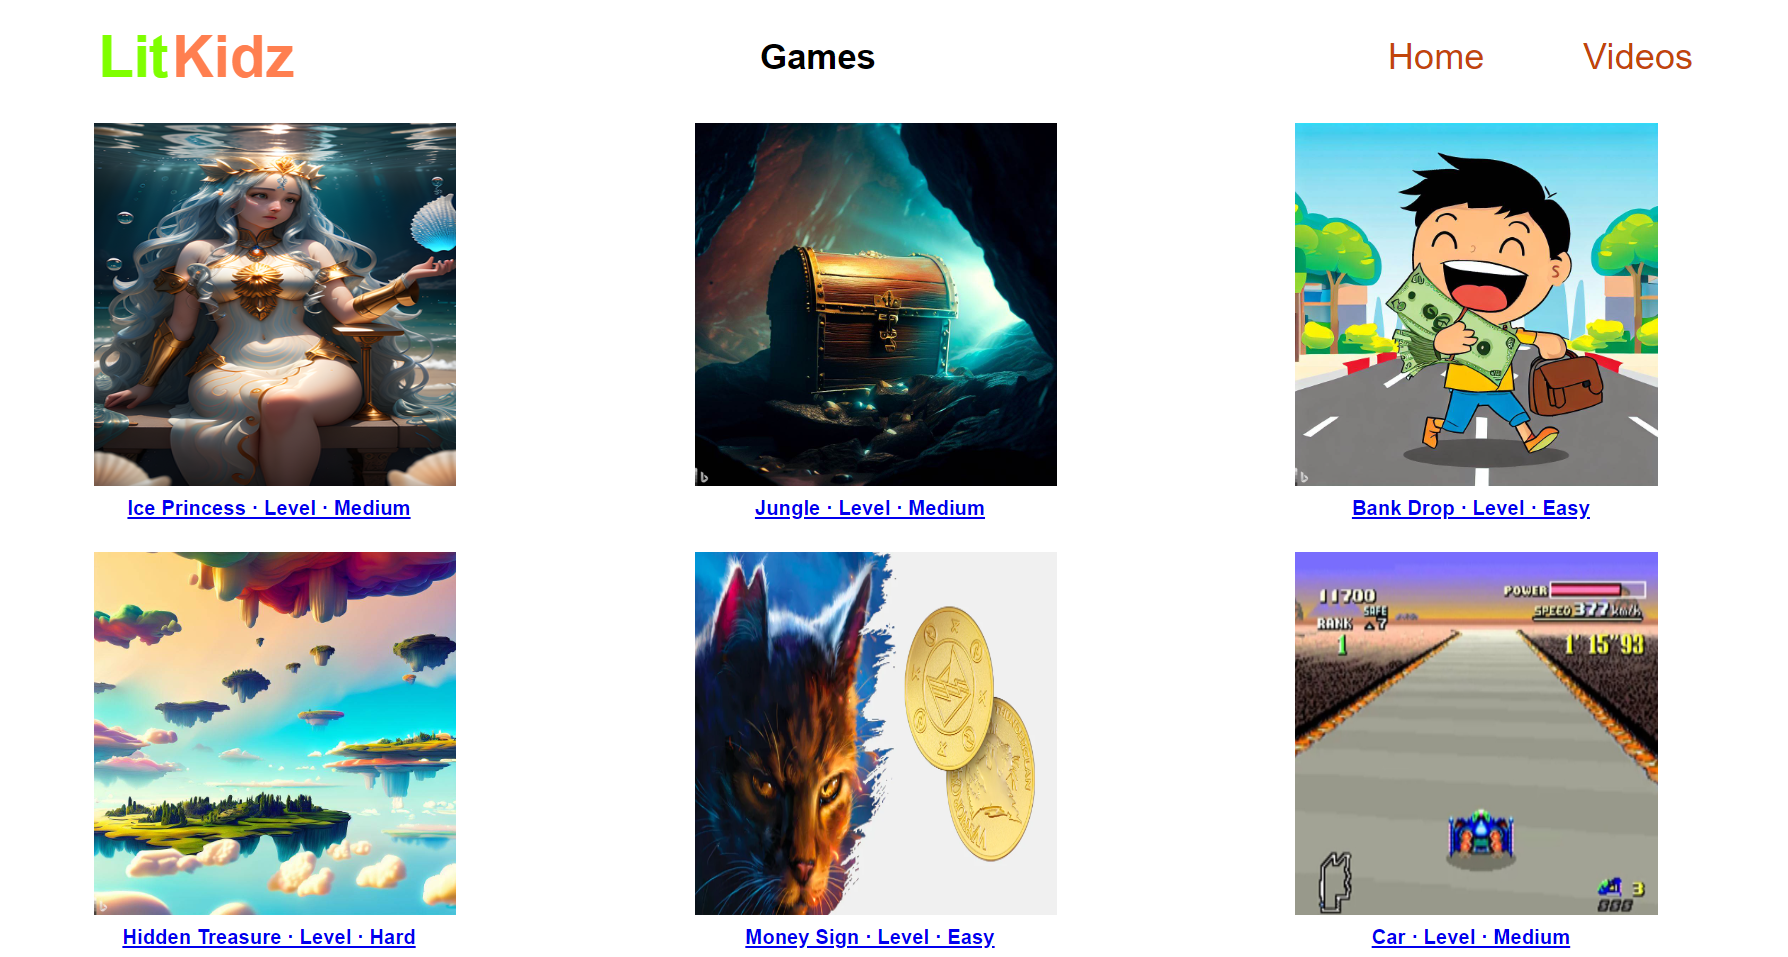 LitKidz
Games
Home
Videos
Ice Princess · Level · Medium
Jungle · Level · Medium
Bank Drop · Level · Easy
11700
SAFE
RANK ▲7
1
POWER
SPEED 377 km/h
1'15"93
3
Hidden Treasure · Level · Hard
Money Sign · Level · Easy
Car · Level · Medium